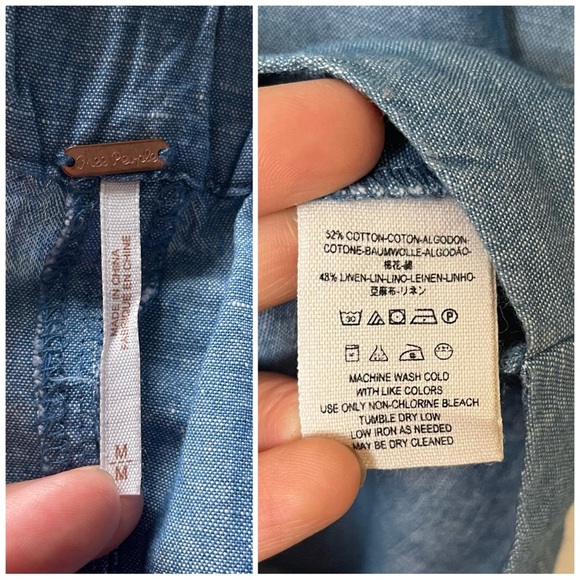 Free People
MADE IN CHINA
FABRIQUE EN CHINE
M
M
52% COTTON-COTON-ALGODON-
COTONE-BAUMWOLLE-ALGODÃO-
棉花-綿
48% LINEN-LIN-LINO-LEINEN-LINHO-
亞麻布-リネン
30 P
MACHINE WASH COLD
WITH LIKE COLORS
USE ONLY NON-CHLORINE BLEACH
TUMBLE DRY LOW
LOW IRON AS NEEDED
MAY BE DRY CLEANED